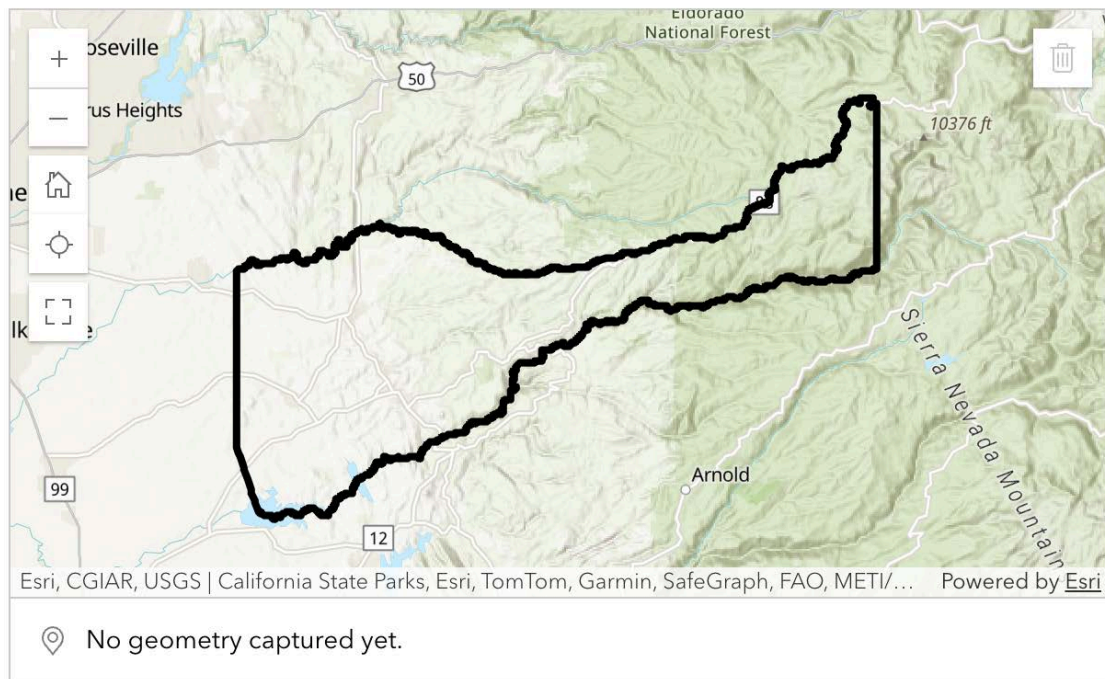 Eldorado
National Forest
oseville
50
rus Heights
10376 ft
Sierra Nevada Mountain
Arnold
99
12
Esri, CGIAR, USGS | California State Parks, Esri, TomTom, Garmin, SafeGraph, FAO, METI/...
Powered by Esri
No geometry captured yet.